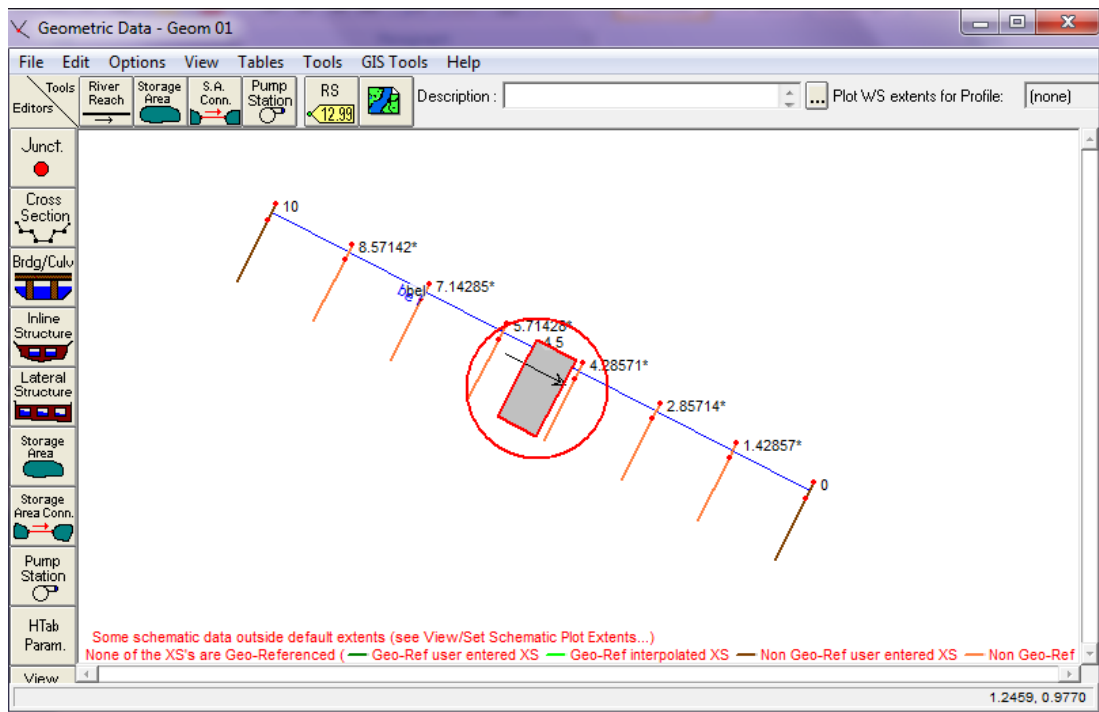 Geometric Data - Geom 01
File Edit Options View Tables Tools GIS Tools Help
Tools
Editors
River
Reach
Storage
Area
S.A.
Conn.
Pump
Station
RS
12.99
Description :
...
Plot WS extents for Profile:
(none)
Junct.
Cross
Section
Brdg/Culv
Inline
Structure
Lateral
Structure
Storage
Area
Storage
Area Conn.
Pump
Station
HTab
Param.
View
10
8.57142*
7.14285*
5.71428*
4.5
4.28571*
2.85714*
1.42857*
0
Some schematic data outside default extents (see View/Set Schematic Plot Extents...)
None of the XS's are Geo-Referenced ( Geo-Ref user entered XS Geo-Ref interpolated XS Non Geo-Ref user entered XS Non Geo-Ref
1.2459, 0.9770